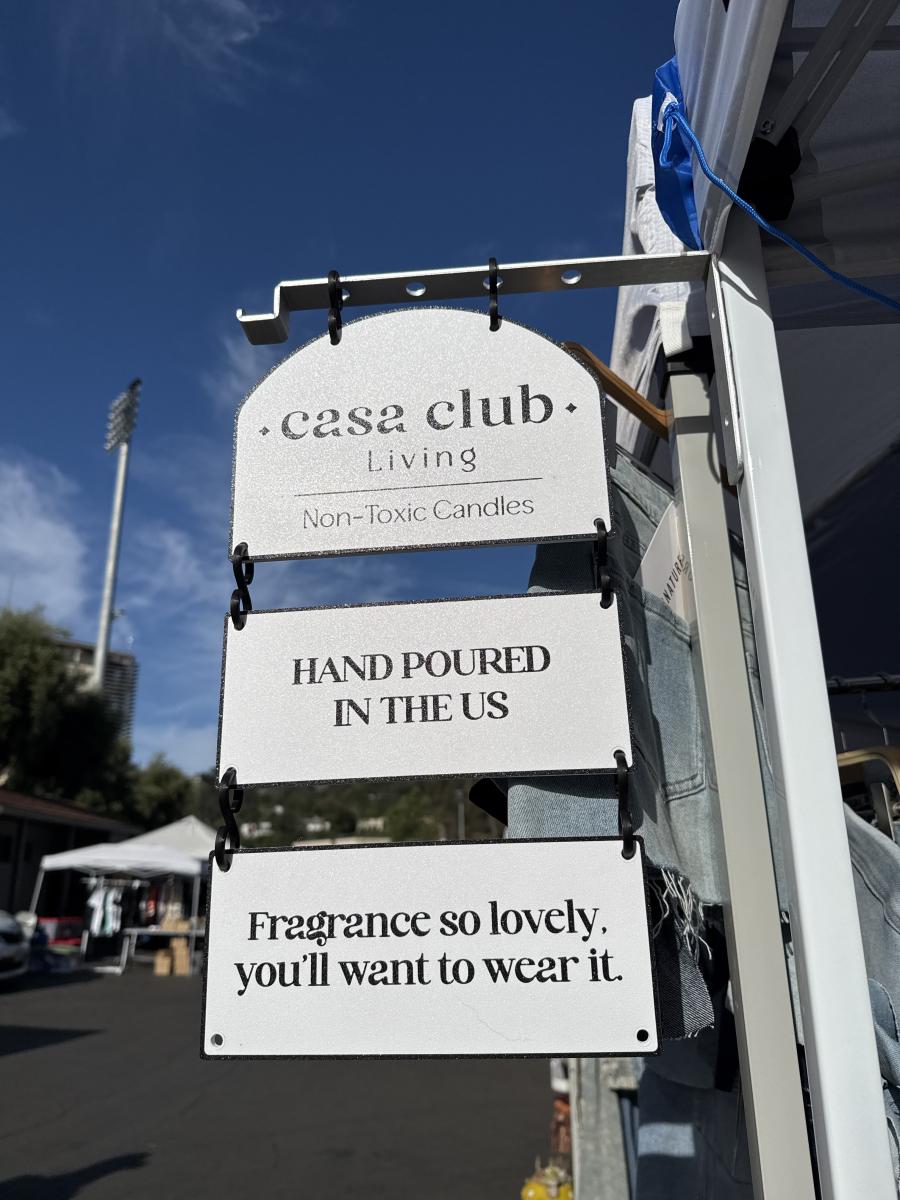 casa club
Living
Non-Toxic Candles
HAND POURED
IN THE US
Fragrance so lovely,
you'll want to wear it.
NATURE